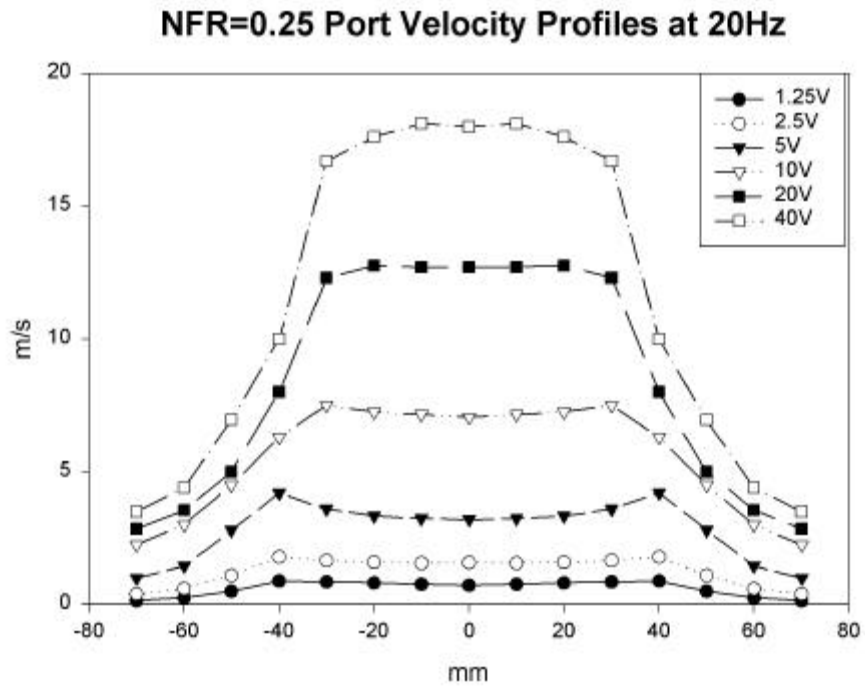 NFR=0.25 Port Velocity Profiles at 20Hz
20
15
10
5
0
m/s
1.25V
2.5V
5V
10V
20V
40V
-80 -60 -40 -20 0 20 40 60 80
mm